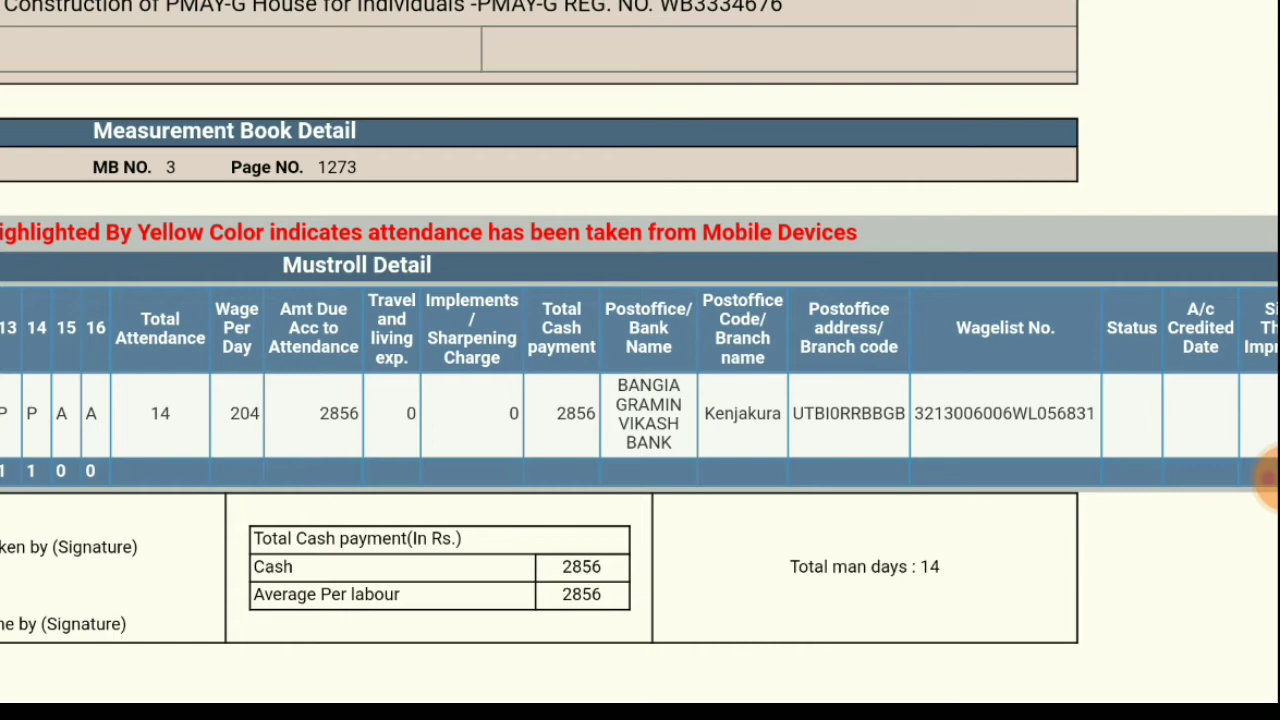 Construction of PMAY-G House for Individuals -PMAY-G REG. NO. WB3334676
Measurement Book Detail
MB NO. 3 Page NO. 1273
ighlighted By Yellow Color indicates attendance has been taken from Mobile Devices
Mustroll Detail
13 14 15 16 Total Attendance Wage Per Day Amt Due Acc to Attendance Travel and living exp. Implements / Sharpening Charge Total Cash payment Postoffice/ Bank Name Postoffice Code/ Branch name Postoffice address/ Branch code Wagelist No. Status A/c Credited Date
P P A A 14 204 2856 0 0 2856 BANGIA GRAMIN VIKASH BANK Kenjakura UTBI0RRBBGB 3213006006WL056831
1 1 0 0
ken by (Signature)
Total Cash payment(In Rs.)
Cash 2856
Average Per labour 2856
Total man days : 14
ne by (Signature)